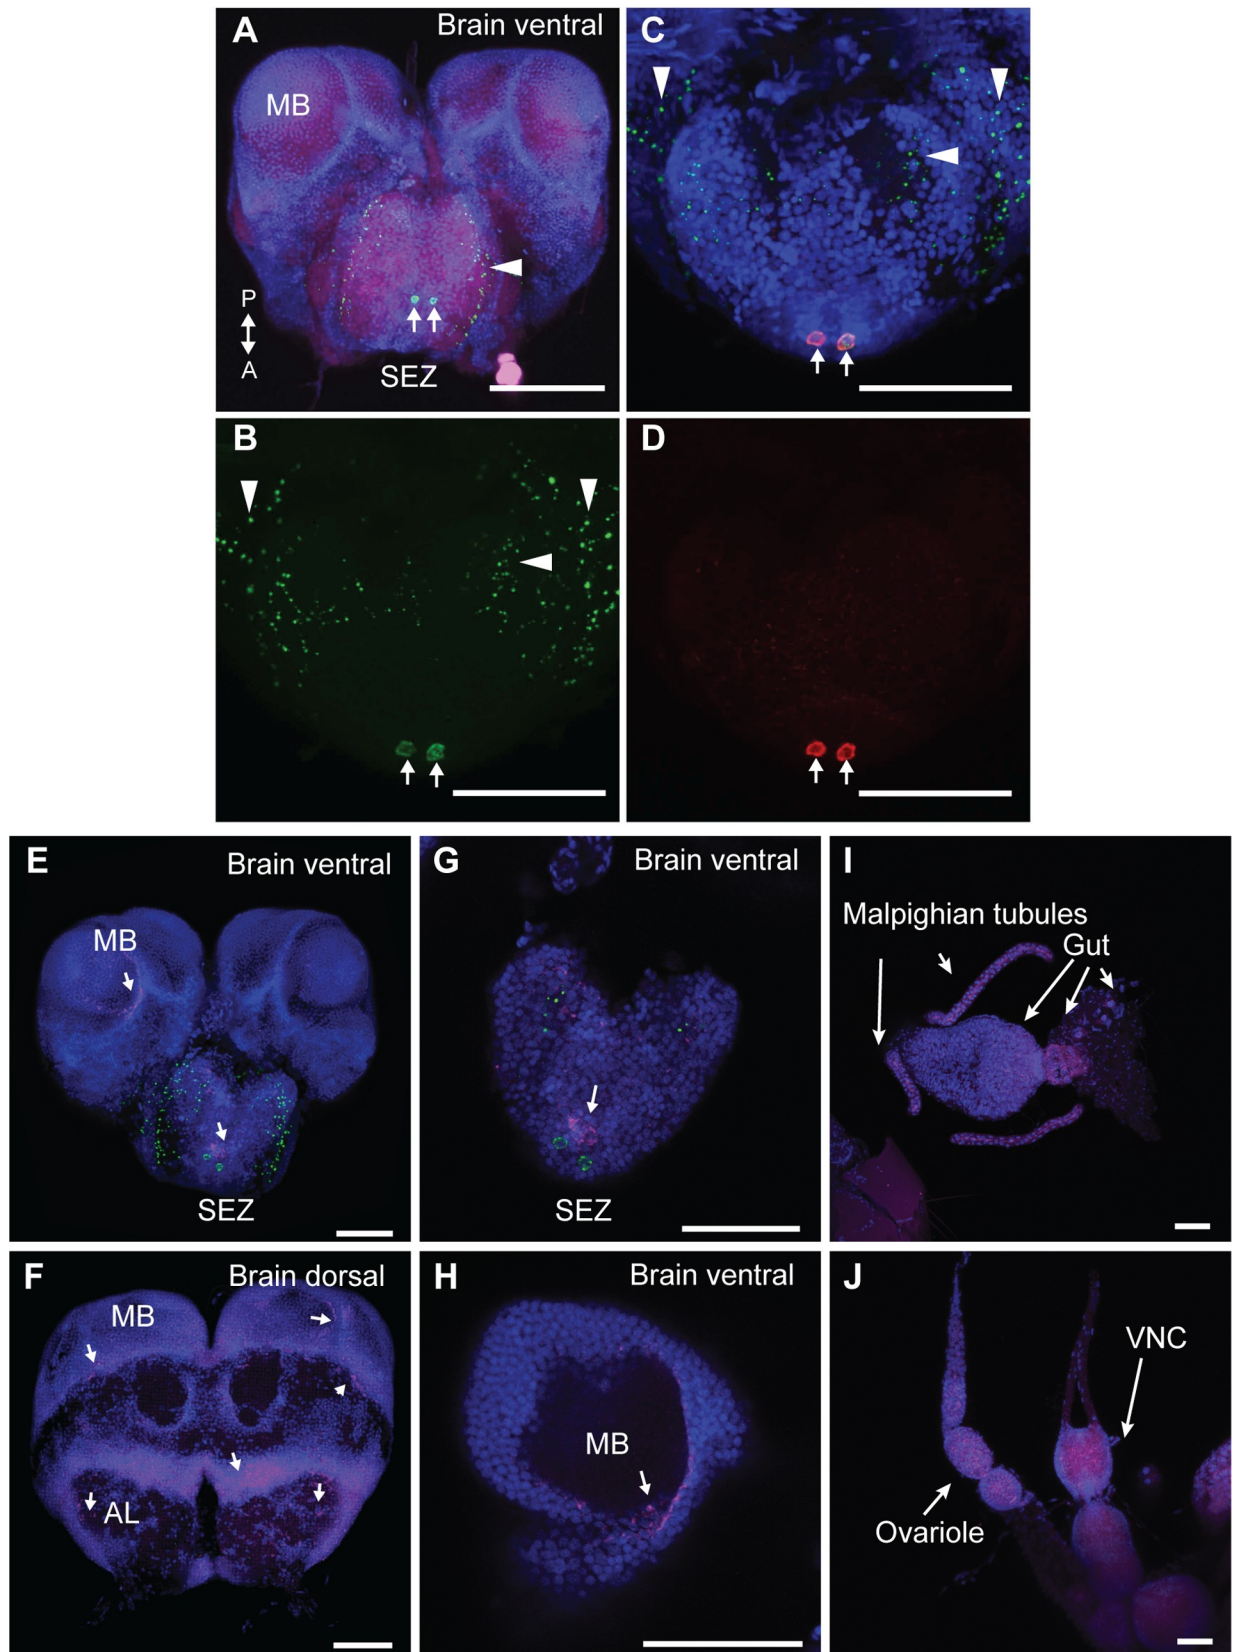 A
Brain ventral
MB
P
A
SEZ
C
B
D
E
Brain ventral
MB
SEZ
G
Brain ventral
SEZ
I
Malpighian tubules
Gut
F
Brain dorsal
MB
AL
H
Brain ventral
MB
J
VNC
Ovariole